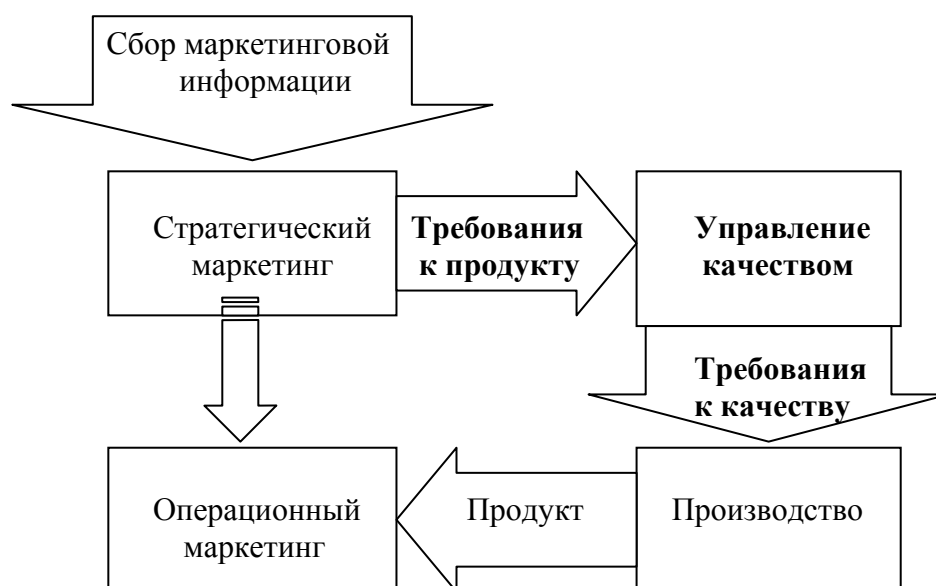 Сбор маркетинговой
информации
Стратегический
маркетинг
Требования
к продукту
Управление
качеством
Требования
к качеству
Операционный
маркетинг
Продукт
Производство